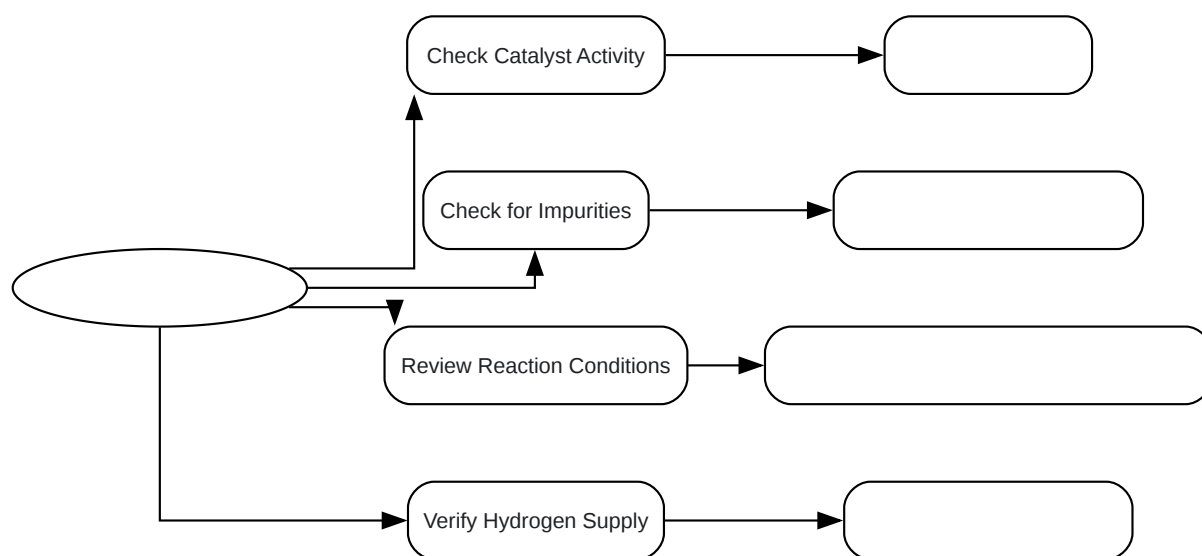 Check Catalyst Activity
Check for Impurities
Review Reaction Conditions
Verify Hydrogen Supply